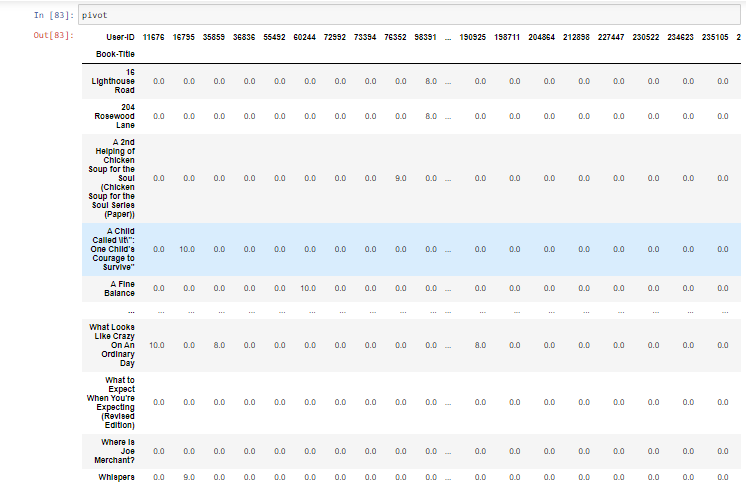 In [83]: pivot
Out[83]:
User-ID 11676 16795 35859 36836 55492 60244 72992 73394 76352 98391 ... 190925 198711 204864 212898 227447 230522 234623 235105 2
Book-Title
16
Lighthouse
Road
0.0 0.0 0.0 0.0 0.0 0.0 0.0 0.0 0.0 8.0 ... 0.0 0.0 0.0 0.0 0.0 0.0 0.0 0.0
204
Rosewood
Lane
0.0 0.0 0.0 0.0 0.0 0.0 0.0 0.0 0.0 8.0 ... 0.0 0.0 0.0 0.0 0.0 0.0 0.0 0.0
A 2nd
Helping of
Chicken
Soup for the
Soul
(Chicken
Soup for the
Soul Series
(Paper))
0.0 0.0 0.0 0.0 0.0 0.0 0.0 0.0 9.0 0.0 ... 0.0 0.0 0.0 0.0 0.0 0.0 0.0 0.0
A Child
Called \It\":
One Child's
Courage to
Survive"
0.0 10.0 0.0 0.0 0.0 0.0 0.0 0.0 0.0 0.0 ... 0.0 0.0 0.0 0.0 0.0 0.0 0.0 0.0
A Fine
Balance
0.0 0.0 0.0 0.0 0.0 10.0 0.0 0.0 0.0 0.0 ... 0.0 0.0 0.0 0.0 0.0 0.0 0.0 0.0
... ... ... ... ... ... ... ... ... ... ... ... ... ... ... ... ... ... ... ...
What Looks
Like Crazy
On An
Ordinary
Day
10.0 0.0 8.0 0.0 0.0 0.0 0.0 0.0 0.0 0.0 ... 8.0 0.0 0.0 0.0 0.0 0.0 0.0 0.0
What to
Expect
When You're
Expecting
(Revised
Edition)
0.0 0.0 0.0 0.0 0.0 0.0 0.0 0.0 0.0 0.0 ... 0.0 0.0 0.0 0.0 0.0 0.0 0.0 0.0
Where Is
Joe
Merchant?
0.0 0.0 0.0 0.0 0.0 0.0 0.0 0.0 0.0 0.0 ... 0.0 0.0 0.0 0.0 0.0 0.0 0.0 0.0
Whispers 0.0 9.0 0.0 0.0 0.0 0.0 0.0 0.0 0.0 0.0 ... 0.0 0.0 0.0 0.0 0.0 0.0 0.0 0.0